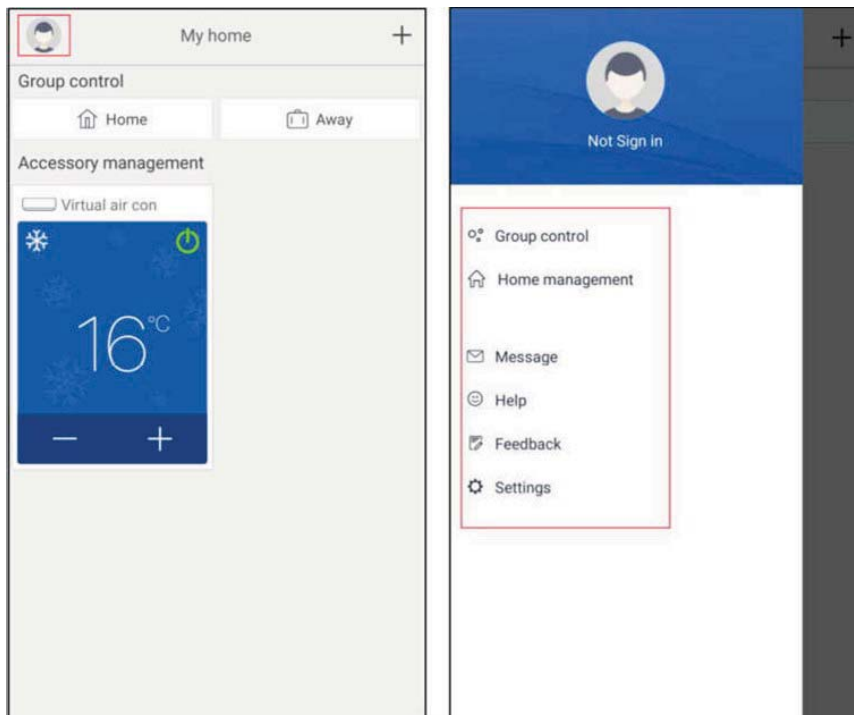 My home
Group control
Home
Away
Accessory management
Virtual air con
16°C
Not Sign in
Group control
Home management
Message
Help
Feedback
Settings